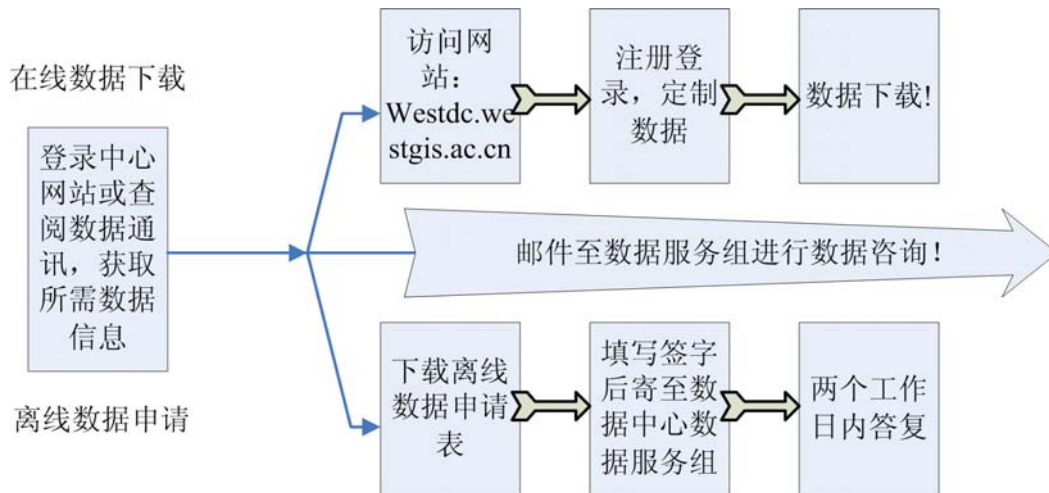 在线数据下载
登录中心
网站或查
阅数据通
讯，获取
所需数据
信息
离线数据申请
访问网
站：
Westdc.we
stgis.ac.cn
注册登
录，定制
数据
数据下载!
邮件至数据服务组进行数据咨询！
下载离线
数据申请
表
填写签字
后寄至数
据中心数
据服务组
两个工作
日内答复